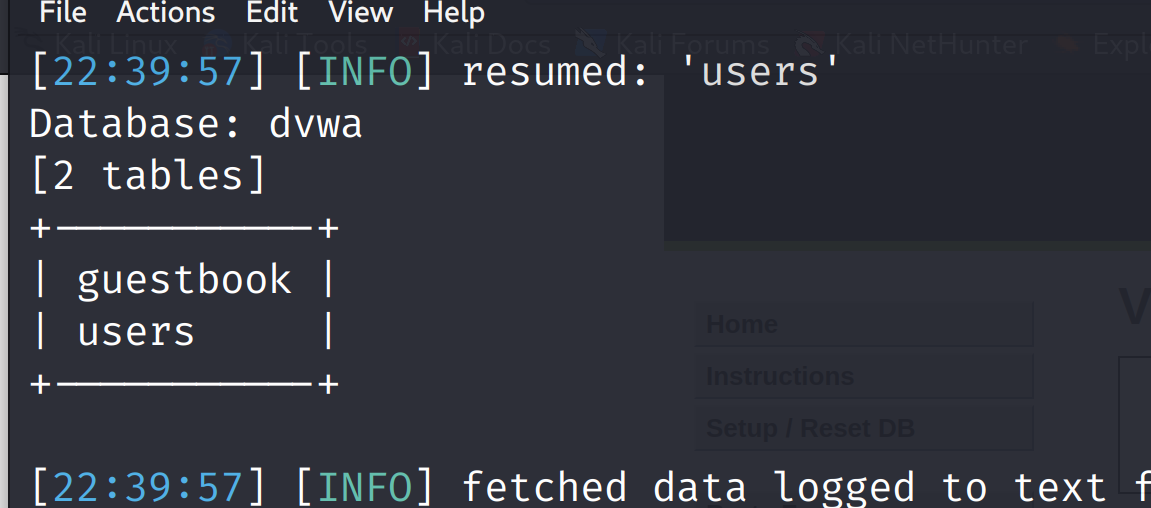 File Actions Edit View Help
Kali Linux Kali Tools Kali Docs Kali Forums Kali NetHunter
[22:39:57] [INFO] resumed: 'users'
Database: dvwa
[2 tables]
+-----------+
| guestbook |
| users     |
+-----------+
Home
Instructions
Setup / Reset DB
[22:39:57] [INFO] fetched data logged to text